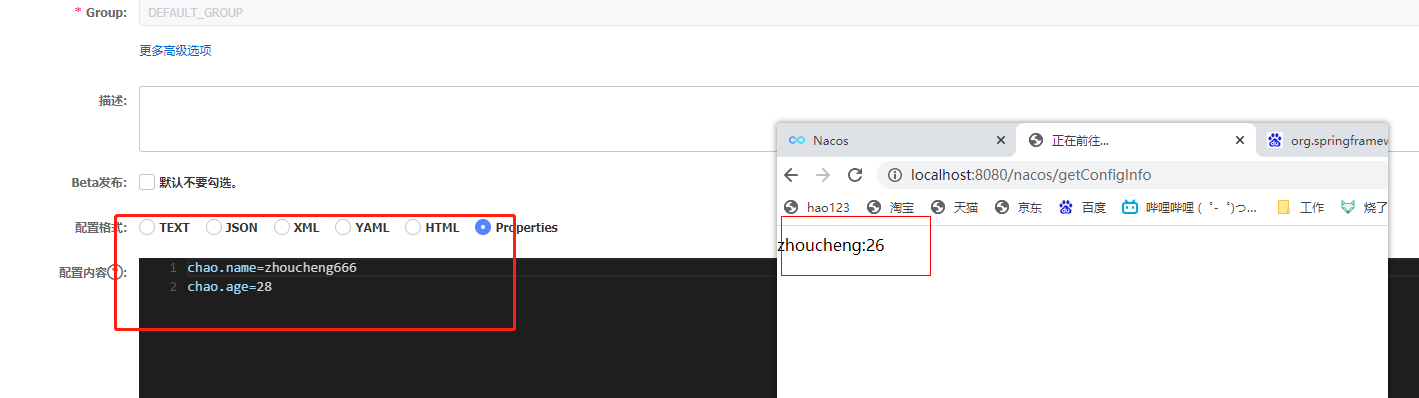 * Group:
DEFAULT_GROUP
更多高级选项
描述:
Beta发布:
默认不要勾选。
配置格式:
TEXT JSON XML YAML HTML Properties
配置内容?:
1 chao.name=zhoucheng666
2 chao.age=28
Nacos
正在前往...
org.springframew
localhost:8080/nacos/getConfigInfo
hao123 淘宝 天猫 京东 百度 哔哩哔哩 (゜-゜)つ... 工作 烧了
zhoucheng:26